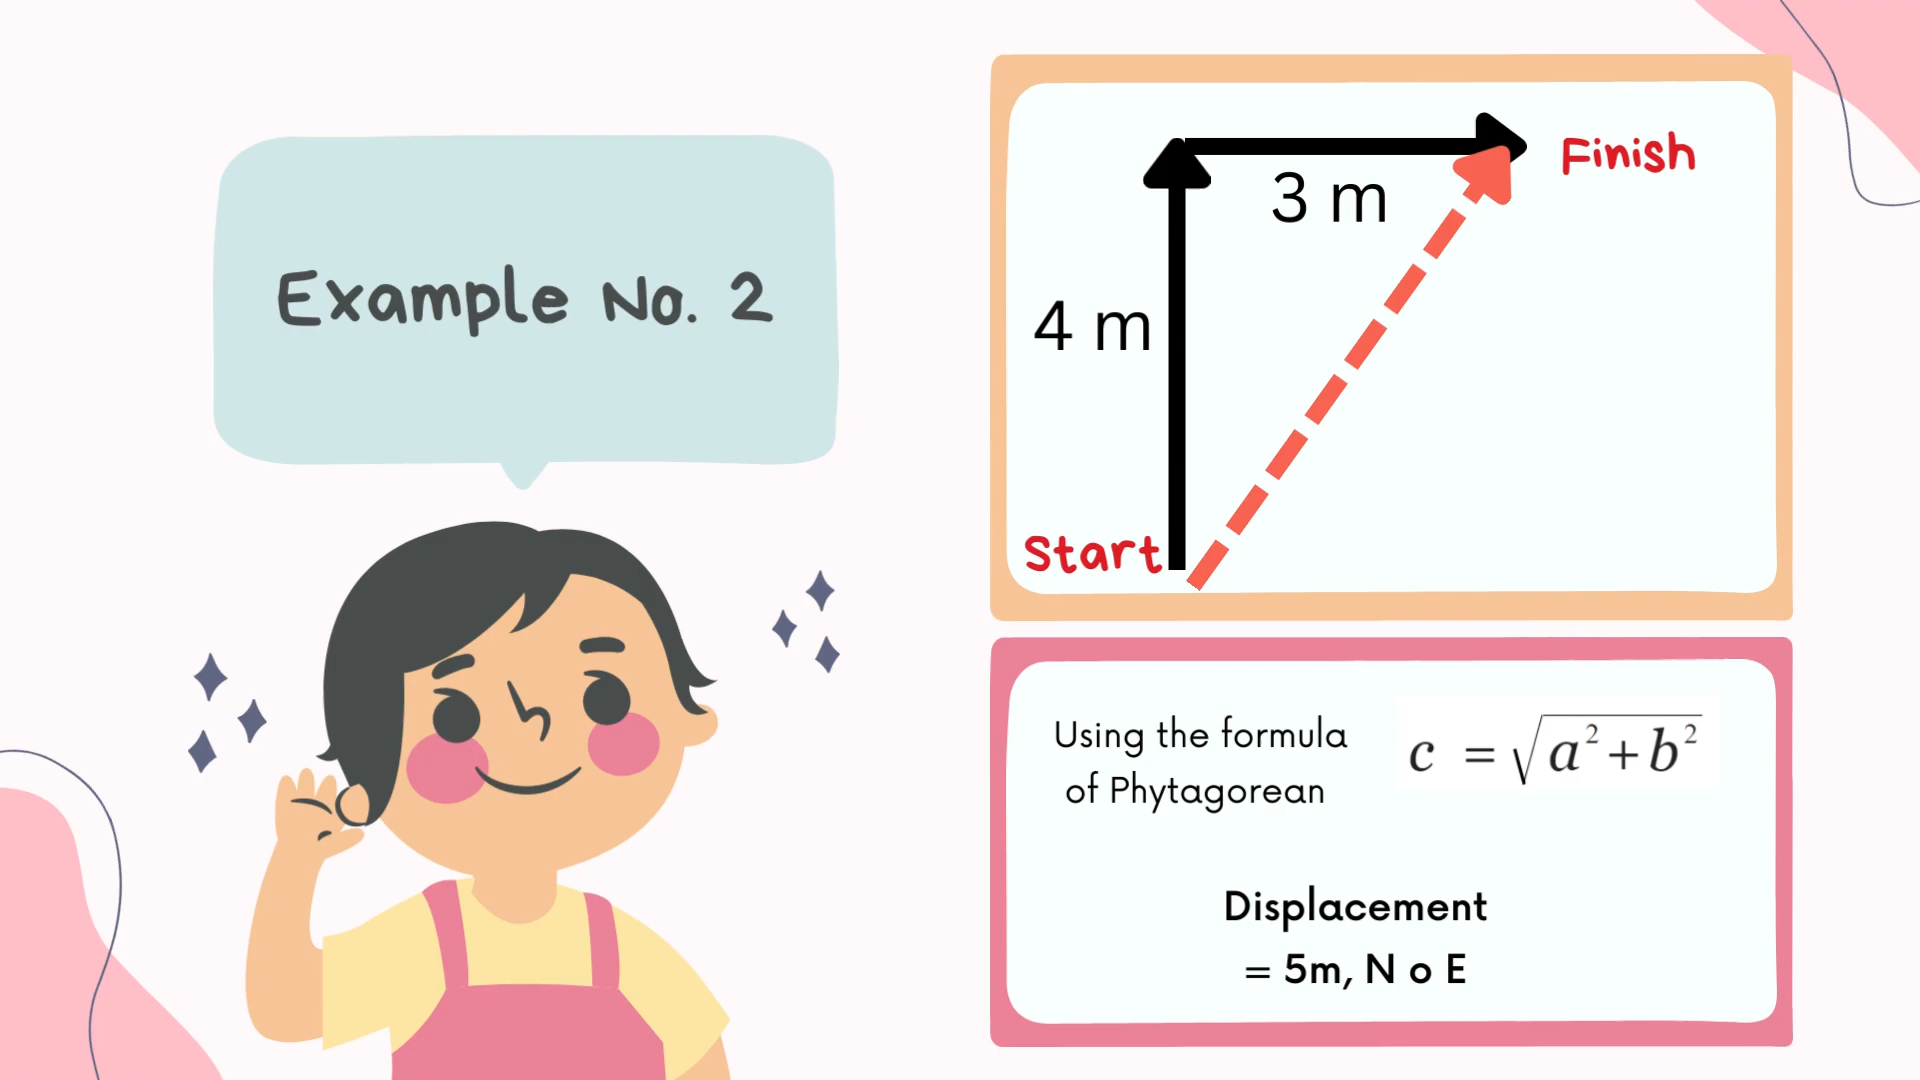 Example No. 2
Finish
3 m
4 m
Start
Using the formula
of Phytagorean
c = √a²+b²
Displacement
= 5m, N o E